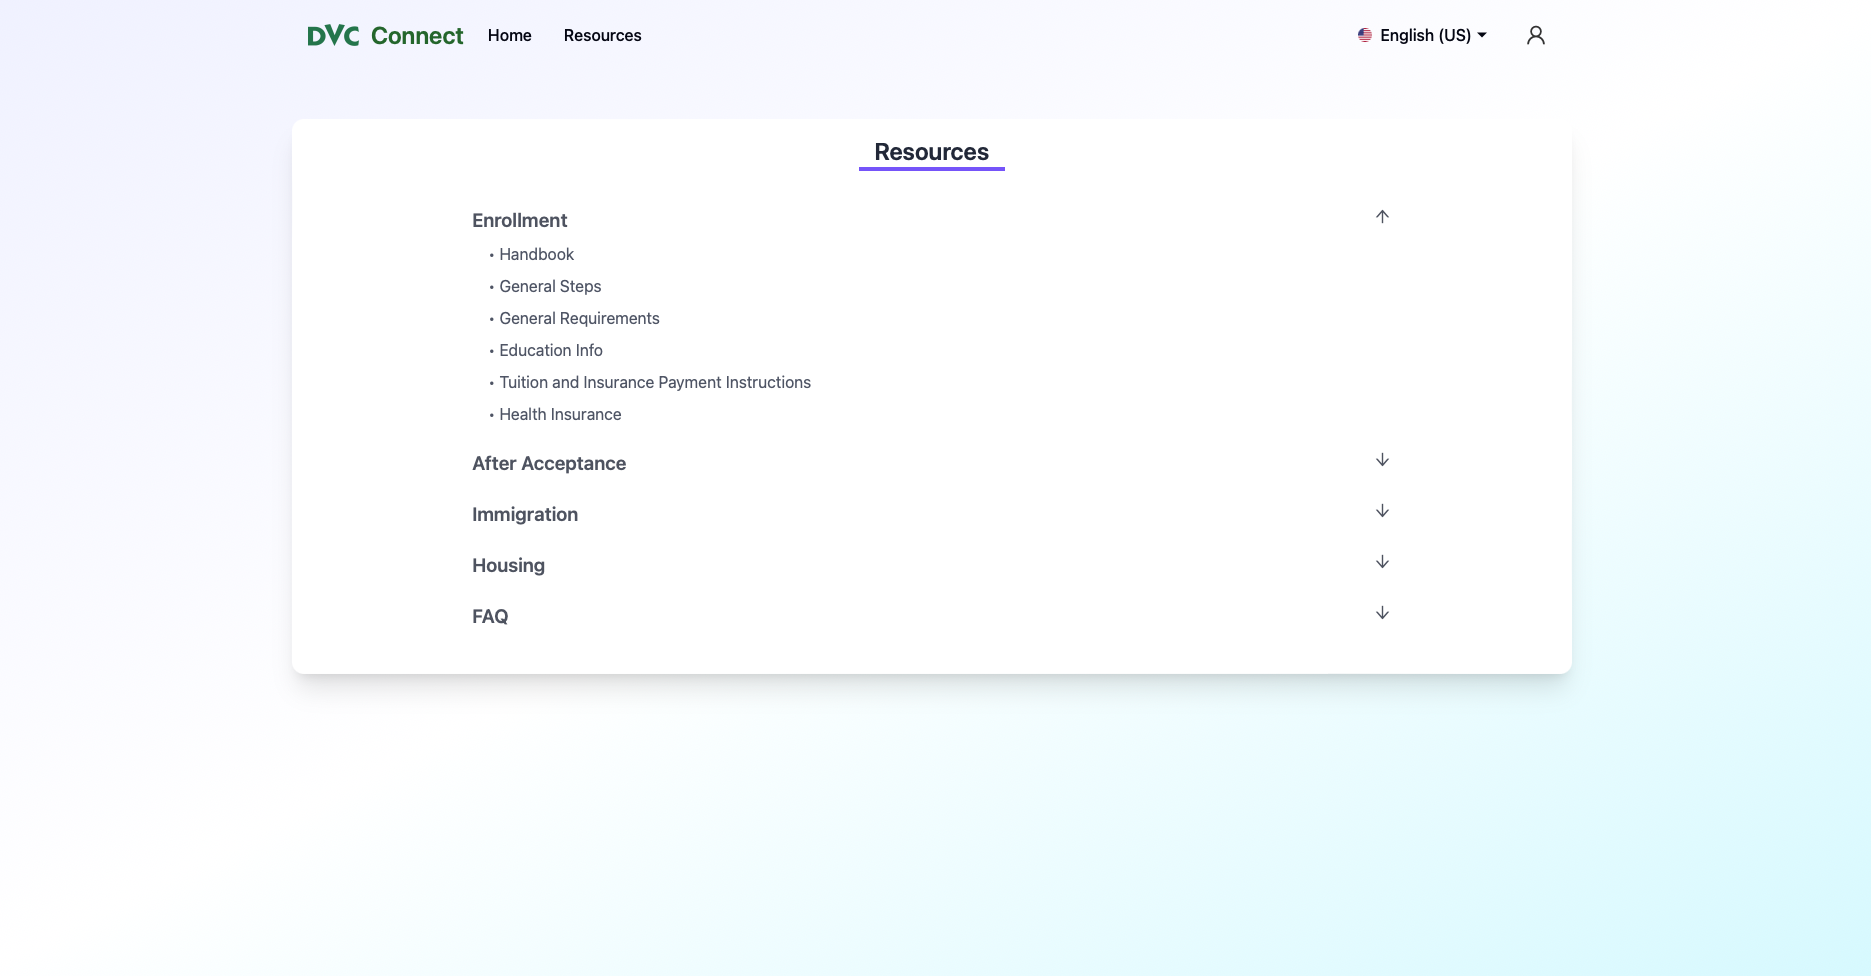 DVC Connect Home Resources English (US)
Resources
Enrollment
• Handbook
• General Steps
• General Requirements
• Education Info
• Tuition and Insurance Payment Instructions
• Health Insurance
After Acceptance
Immigration
Housing
FAQ